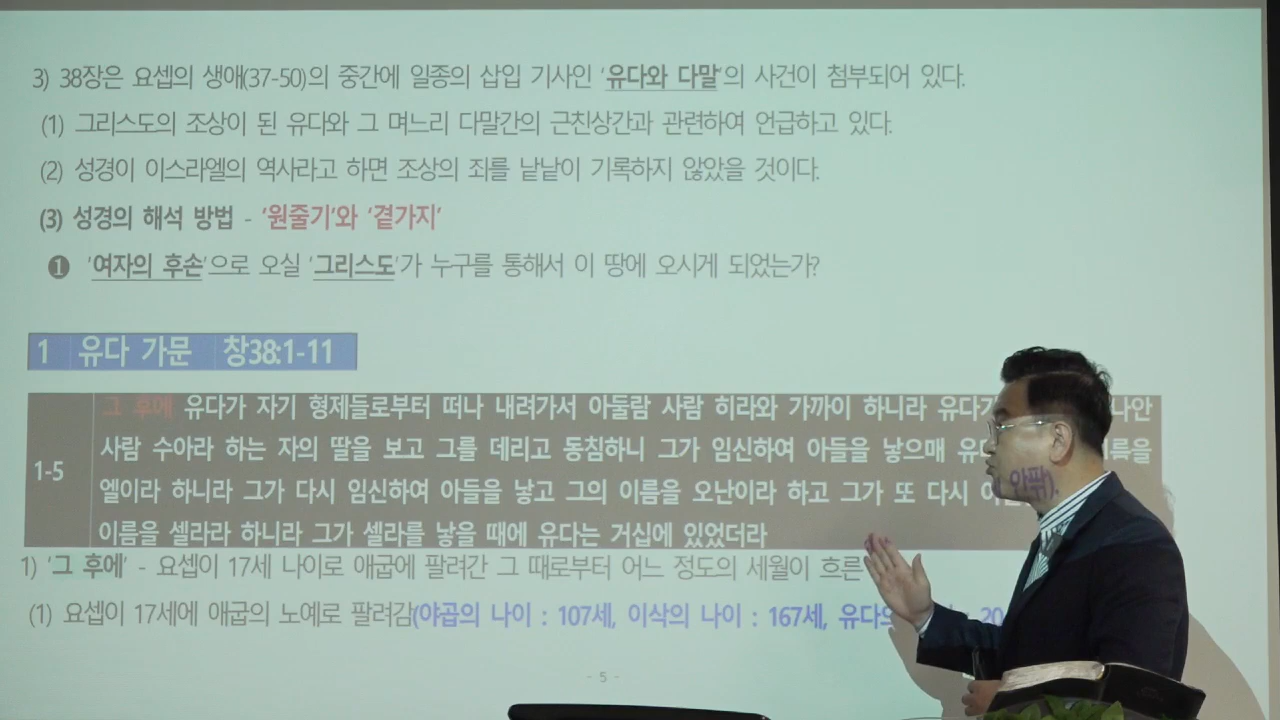 3) 38장은 요셉의 생애(37-50)의 중간에 일종의 삽입 기사인 '유다와 다말'의 사건이 첨부되어 있다.
(1) 그리스도의 조상이 된 유다와 그 며느리 다말간의 근친상간과 관련하여 언급하고 있다.
(2) 성경이 이스라엘의 역사라고 하면 조상의 죄를 낱낱이 기록하지 않았을 것이다.
(3) 성경의 해석 방법 - '원줄기'와 '곁가지'
❶ '여자의 후손'으로 오실 '그리스도'가 누구를 통해서 이 땅에 오시게 되었는가?
1 유다 가문 창38:1-11
그 후에 유다가 자기 형제들로부터 떠나 내려가서 아둘람 사람 히라와 가까이 하니라 나안
사람 수아라 하는 자의 딸을 보고 그를 데리고 동침하니 그가 임신하여 아들을 낳으매
1-5
엘이라 하니라 그가 다시 임신하여 아들을 낳고 그의 이름을 오난이라 하고 그가 또 다시
이름을 셀라라 하니라 그가 셀라를 낳을 때에 유다는 거십에 있었더라
1) '그 후에' - 요셉이 17세 나이로 애굽에 팔려간 그 때로부터 어느 정도의 세월이 흐른
(1) 요셉이 17세에 애굽의 노예로 팔려감(야곱의 나이 : 107세, 이삭의 나이 : 167세, 20
- 5 -